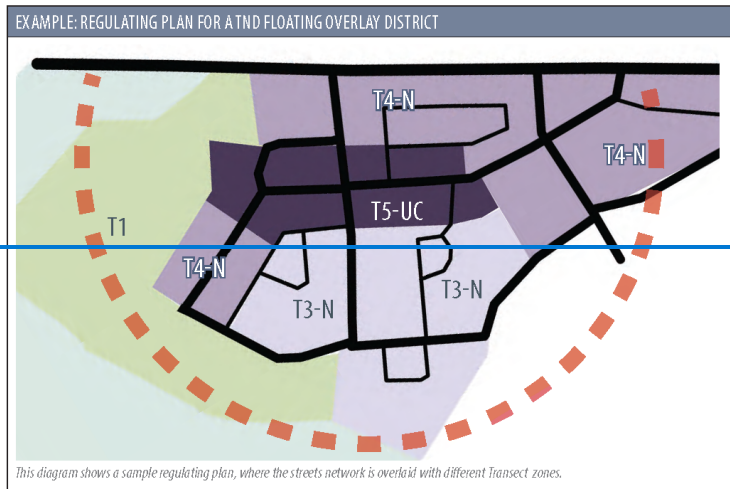 EXAMPLE: REGULATING PLAN FOR A TND FLOATING OVERLAY DISTRICT
T4-N
T4-N
T5-UC
T1
T4-N
T3-N
T3-N
This diagram shows a sample regulating plan, where the streets network is overlaid with different Transect zones.